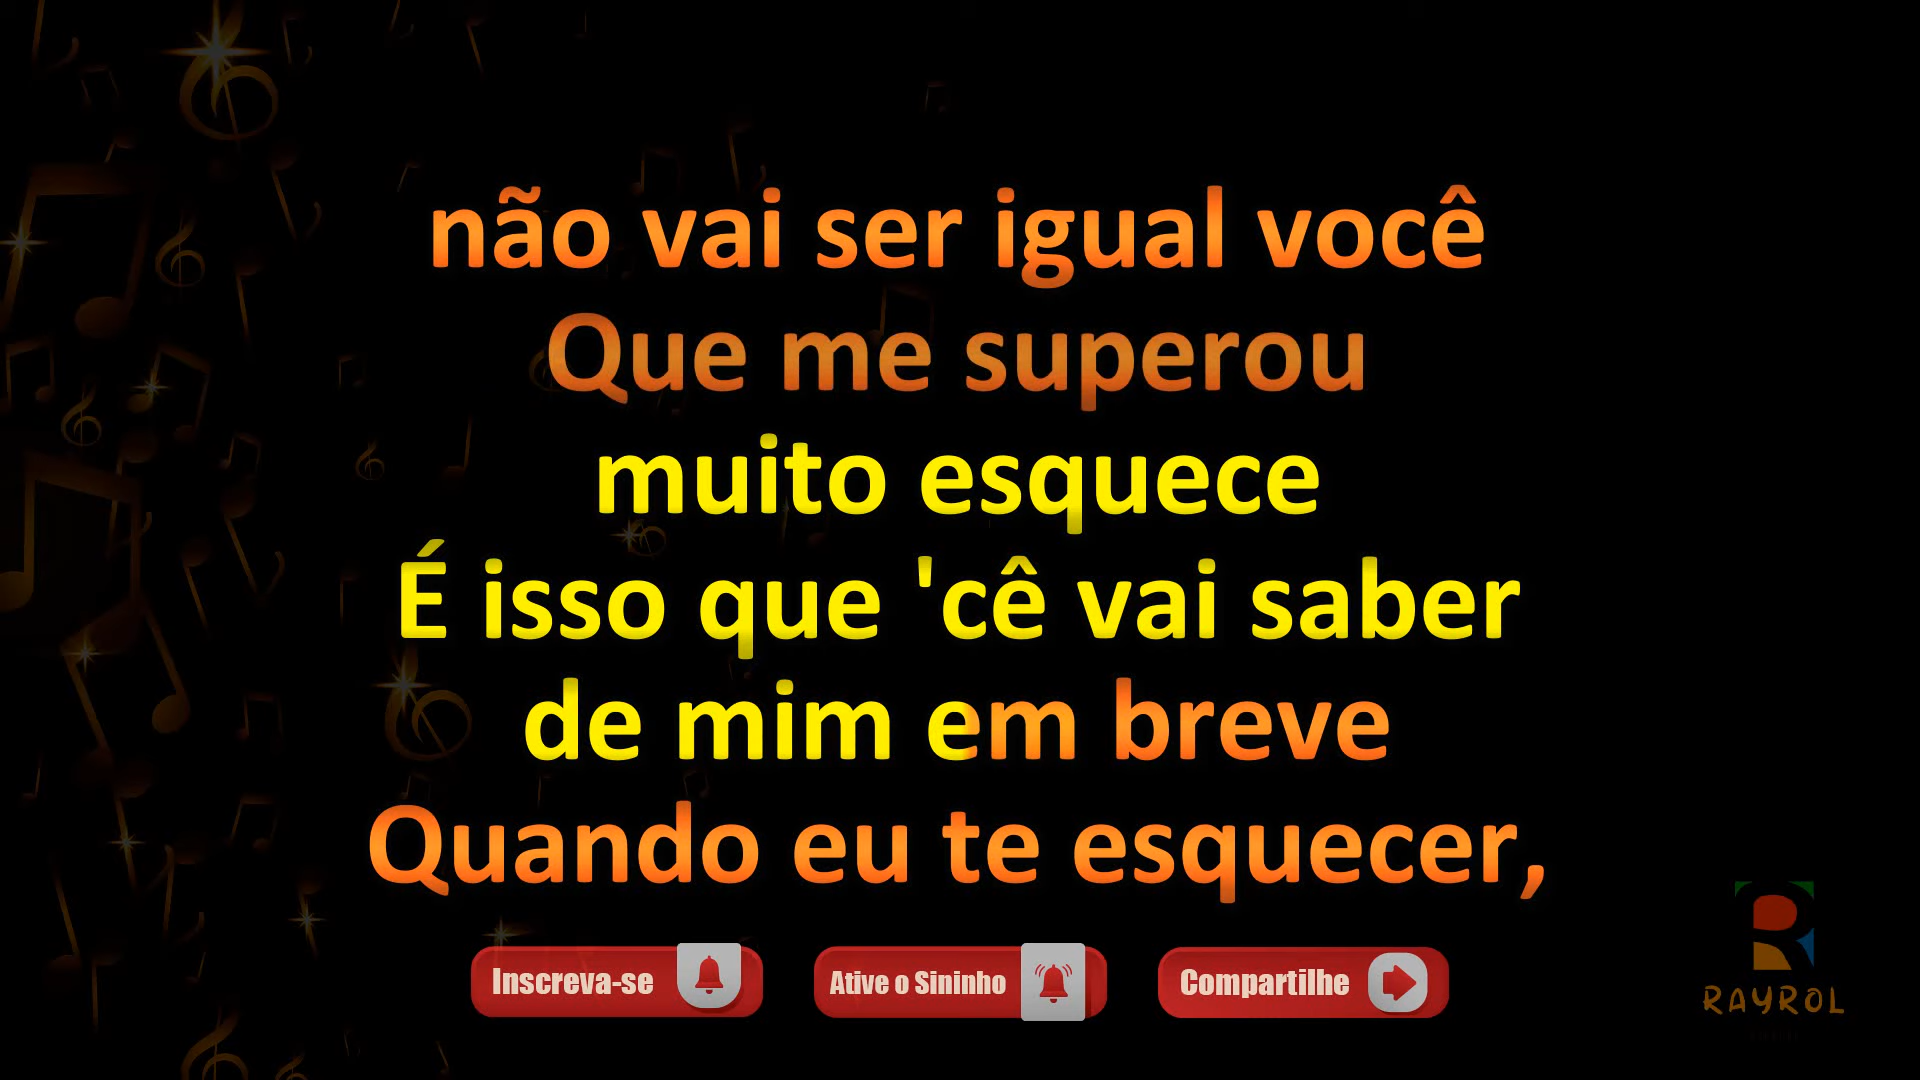 não vai ser igual você
Que me superou
muito esquece
É isso que 'cê vai saber
de mim em breve
Quando eu te esquecer,
Inscreva-se
Ative o Sininho
Compartilhe
RAYROL